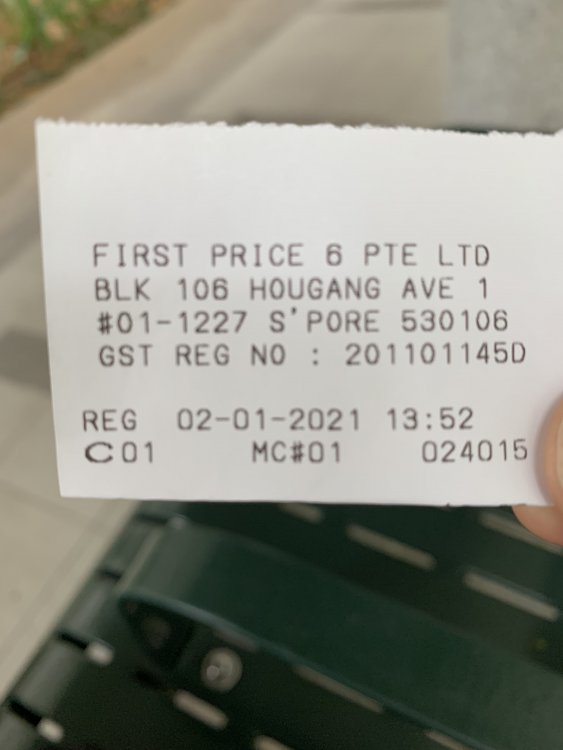 FIRST PRICE 6 PTE LTD
BLK 106 HOUGANG AVE 1
#01-1227 S'PORE 530106
GST REG NO : 201101145D
REG 02-01-2021 13:52
C01 MC#01 024015